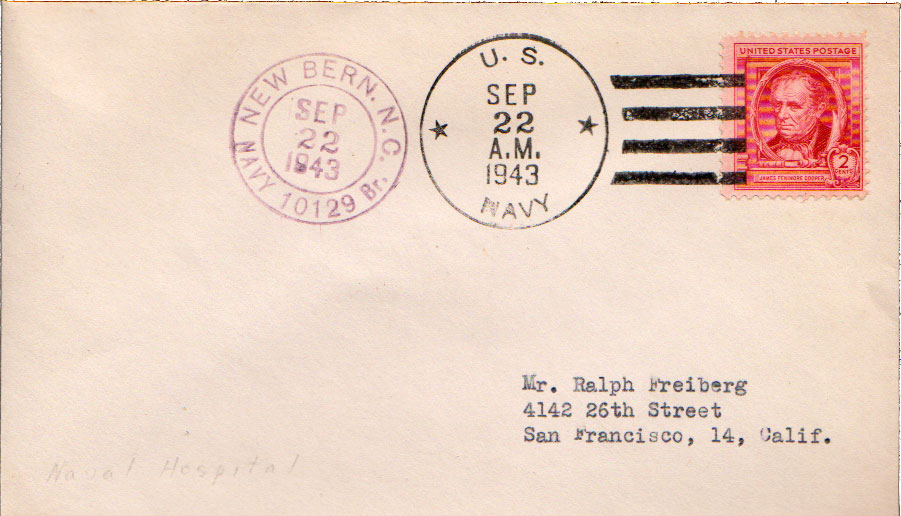 NEW BERN. N.C.
SEP
22
1943
NAVY 10129 Br.
U. S.
SEP
22
A.M.
1943
NAVY
UNITED STATES POSTAGE
JAMES FENIMORE COOPER
2
CENTS
Mr. Ralph Freiberg
4142 26th Street
San Francisco, 14, Calif.
Naval Hospital